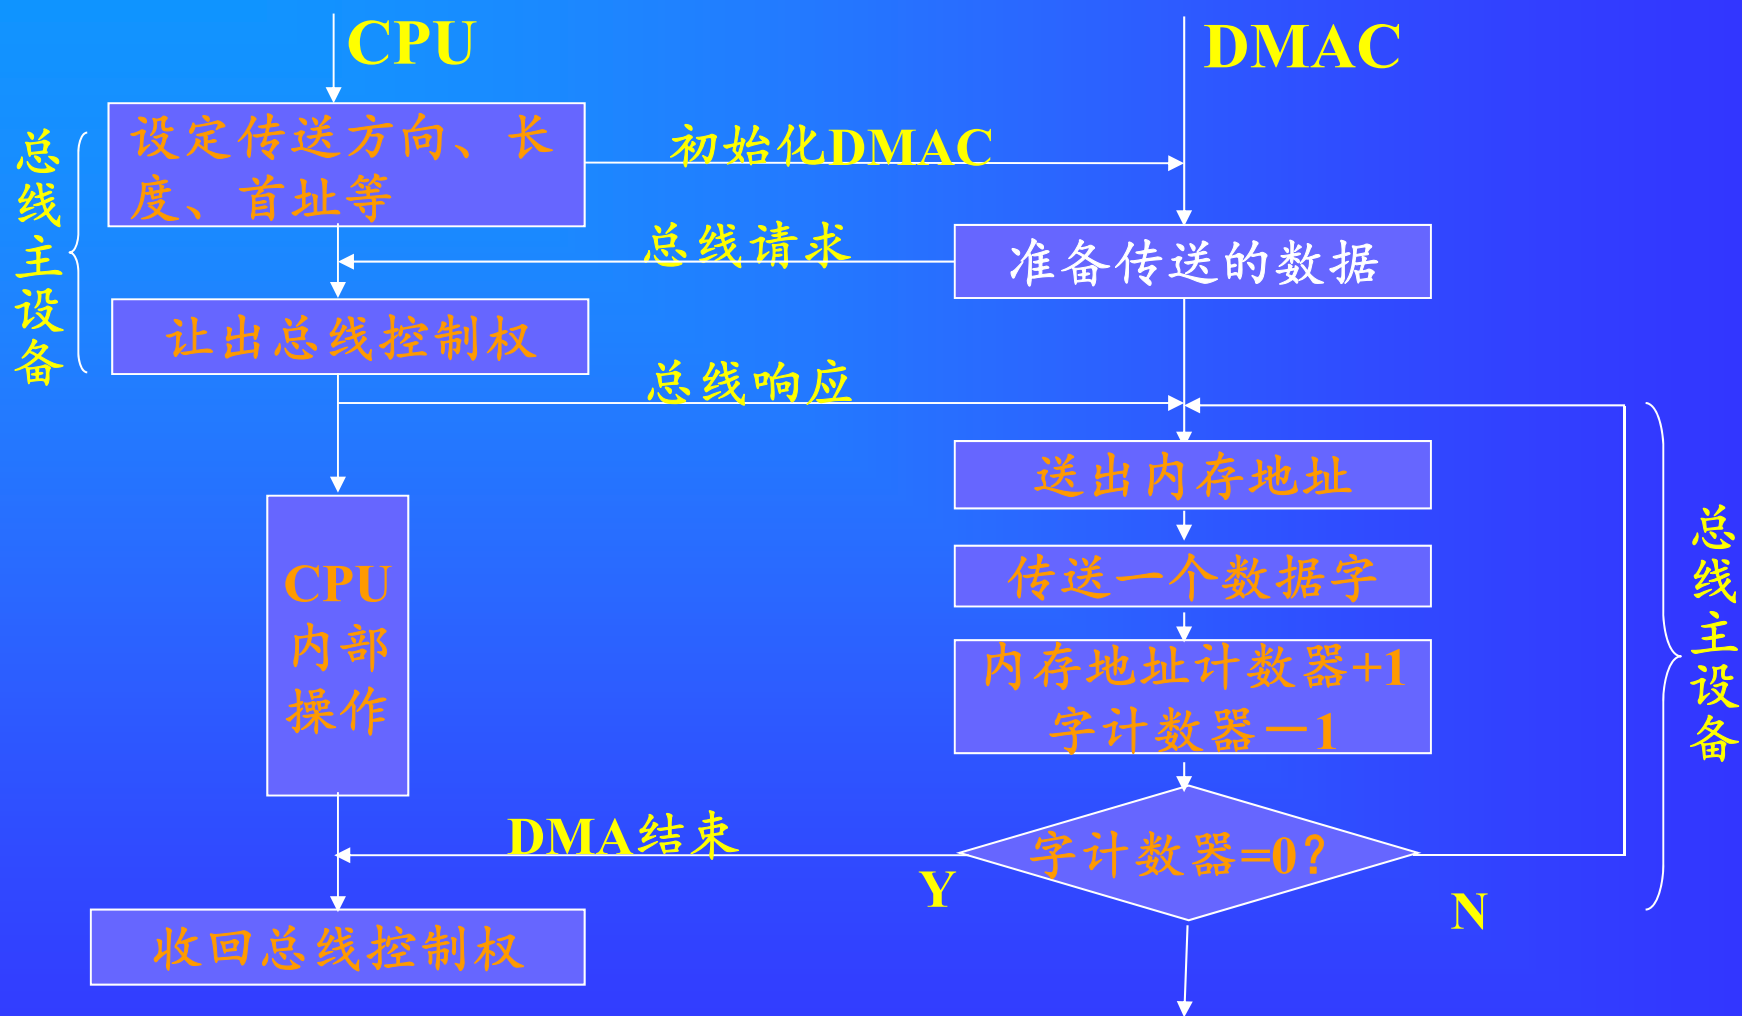 CPU
DMAC
总线主设备
设定传送方向、长
度、首址等
初始化DMAC
总线请求
准备传送的数据
让出总线控制权
总线响应
送出内存地址
传送一个数据字
内存地址计数器+1
字计数器－1
CPU
内部
操作
总线主设备
DMA结束
字计数器=0？
Y
N
收回总线控制权